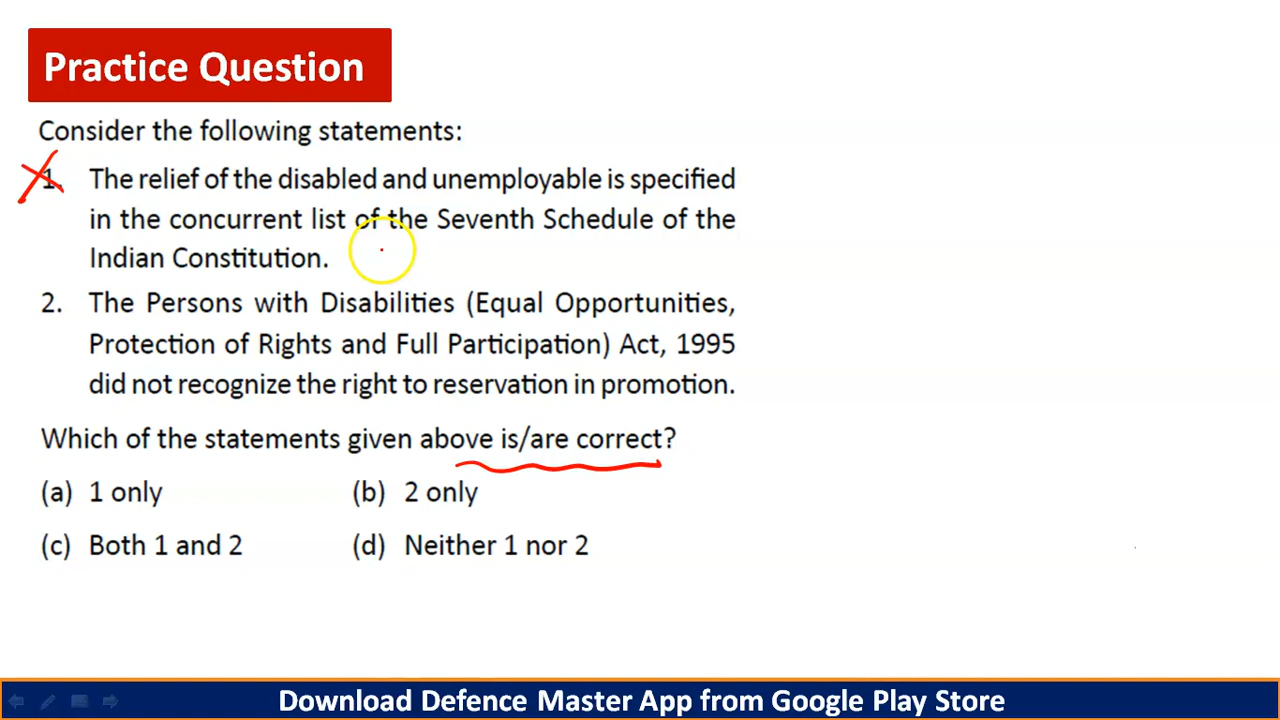 Practice Question
Consider the following statements:
1. The relief of the disabled and unemployable is specified
in the concurrent list of the Seventh Schedule of the
Indian Constitution.
2. The Persons with Disabilities (Equal Opportunities,
Protection of Rights and Full Participation) Act, 1995
did not recognize the right to reservation in promotion.
Which of the statements given above is/are correct?
(a) 1 only (b) 2 only
(c) Both 1 and 2 (d) Neither 1 nor 2
Download Defence Master App from Google Play Store